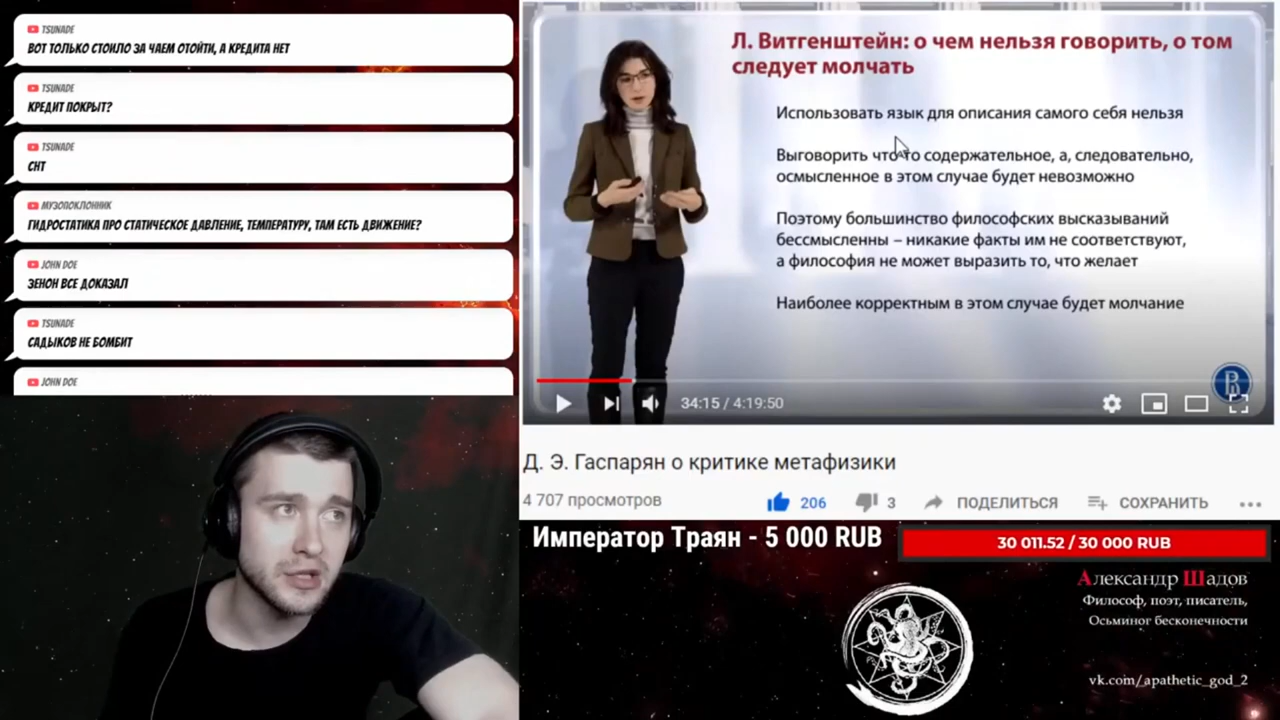 TSUNADE
ВОТ ТОЛЬКО СТОИЛО ЗА ЧАЕМ ОТОЙТИ, А КРЕДИТА НЕТ
TSUNADE
КРЕДИТ ПОКРЫТ?
TSUNADE
СНТ
МУЗОПОКЛОННИК
ГИДРОСТАТИКА ПРО СТАТИЧЕСКОЕ ДАВЛЕНИЕ, ТЕМПЕРАТУРУ, ТАМ ЕСТЬ ДВИЖЕНИЕ?
JOHN DOE
ЗЕНОН ВСЕ ДОКАЗАЛ
TSUNADE
САДЫКОВ НЕ БОМБИТ
JOHN DOE
Л. Витгенштейн: о чем нельзя говорить, о том
следует молчать
Использовать язык для описания самого себя нельзя
Выговорить что-то содержательное, а, следовательно,
осмысленное в этом случае будет невозможно
Поэтому большинство философских высказываний
бессмысленны – никакие факты им не соответствуют,
а философия не может выразить то, что желает
Наиболее корректным в этом случае будет молчание
34:15 / 4:19:50
Д. Э. Гаспарян о критике метафизики
4 707 просмотров
206
3
ПОДЕЛИТЬСЯ
СОХРАНИТЬ
Император Траян - 5 000 RUB
30 011.52 / 30 000 RUB
Александр Шадов
Философ, поэт, писатель,
Осьминог бесконечности
vk.com/apathetic_god_2